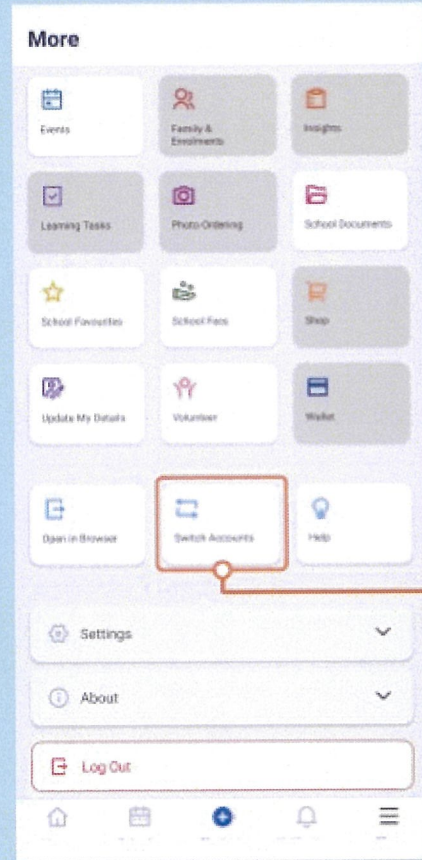 More
Events
Family &
Enrolments
Insights
Learning Tasks
Photo Ordering
School Documents
School Favourites
School Fees
Shop
Update My Details
Volunteer
Wallet
Open in Browser
Switch Accounts
Help
Settings
About
Log Out